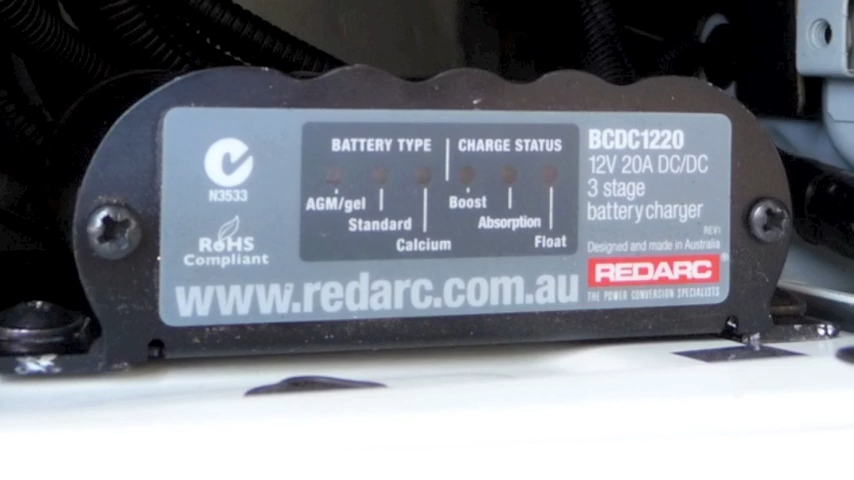 N3533
RoHS
Compliant
BATTERY TYPE
CHARGE STATUS
AGM/gel
Standard
Calcium
Boost
Absorption
Float
BCDC1220
12V 20A DC/DC
3 stage
battery charger
REV1
Designed and made in Australia
REDARC®
THE POWER CONVERSION SPECIALISTS
www.redarc.com.au